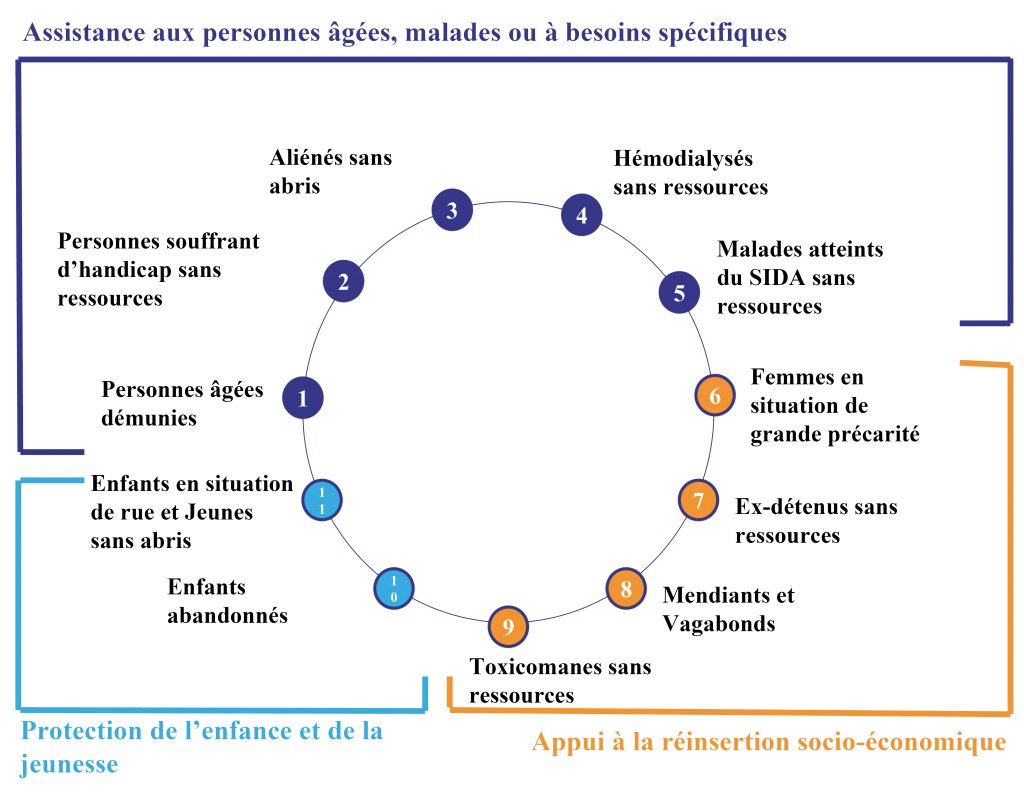 Assistance aux personnes âgées, malades ou à besoins spécifiques
Aliénés sans
abris
Hémodialysés
sans ressources
3
4
Personnes souffrant
d’handicap sans
ressources
2
Malades atteints
du SIDA sans
ressources
5
Personnes âgées
démunies
1
Femmes en
situation de
grande précarité
6
Enfants en situation
de rue et Jeunes
sans abris
1
1
7
Ex-détenus sans
ressources
Enfants
abandonnés
1
0
8
Mendiants et
Vagabonds
9
Toxicomanes sans
ressources
Protection de l’enfance et de la
jeunesse
Appui à la réinsertion socio-économique